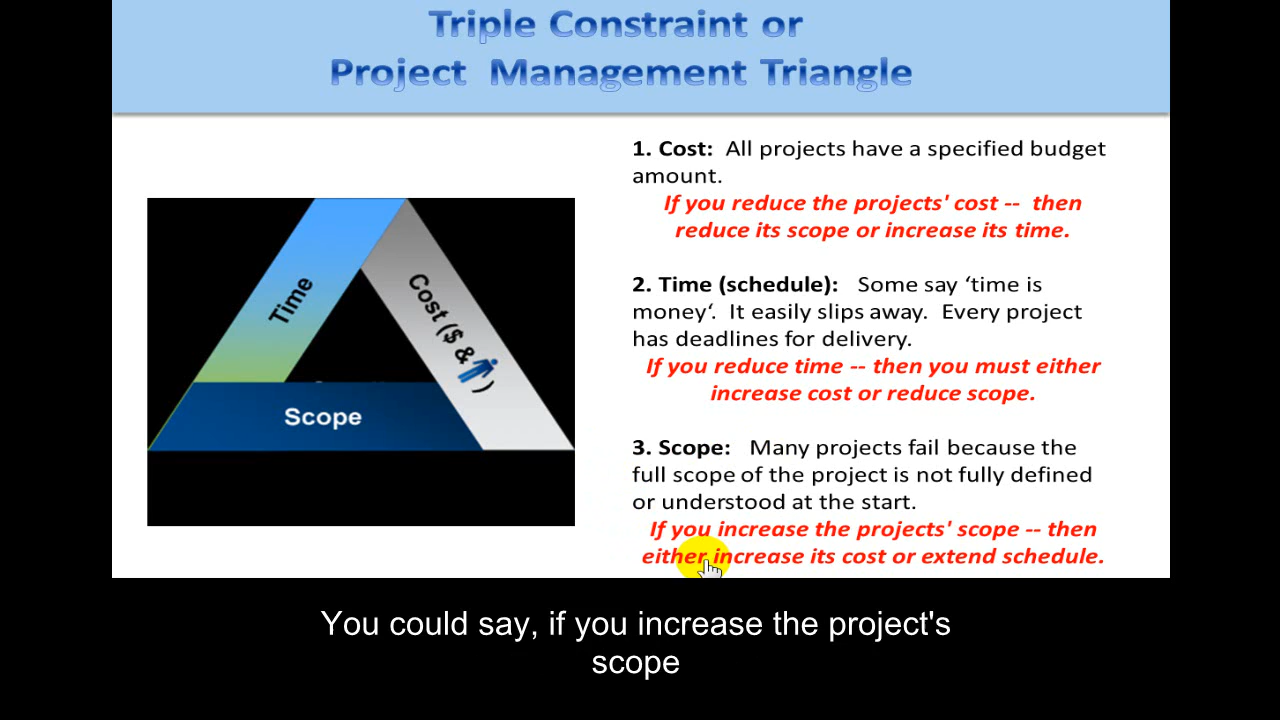 Triple Constraint or
Project Management Triangle
Time
Cost ($ & )
Scope
1. Cost: All projects have a specified budget
amount.
If you reduce the projects' cost -- then
reduce its scope or increase its time.
2. Time (schedule): Some say ‘time is
money‘. It easily slips away. Every project
has deadlines for delivery.
If you reduce time -- then you must either
increase cost or reduce scope.
3. Scope: Many projects fail because the
full scope of the project is not fully defined
or understood at the start.
If you increase the projects' scope -- then
either increase its cost or extend schedule.
You could say, if you increase the project's
scope